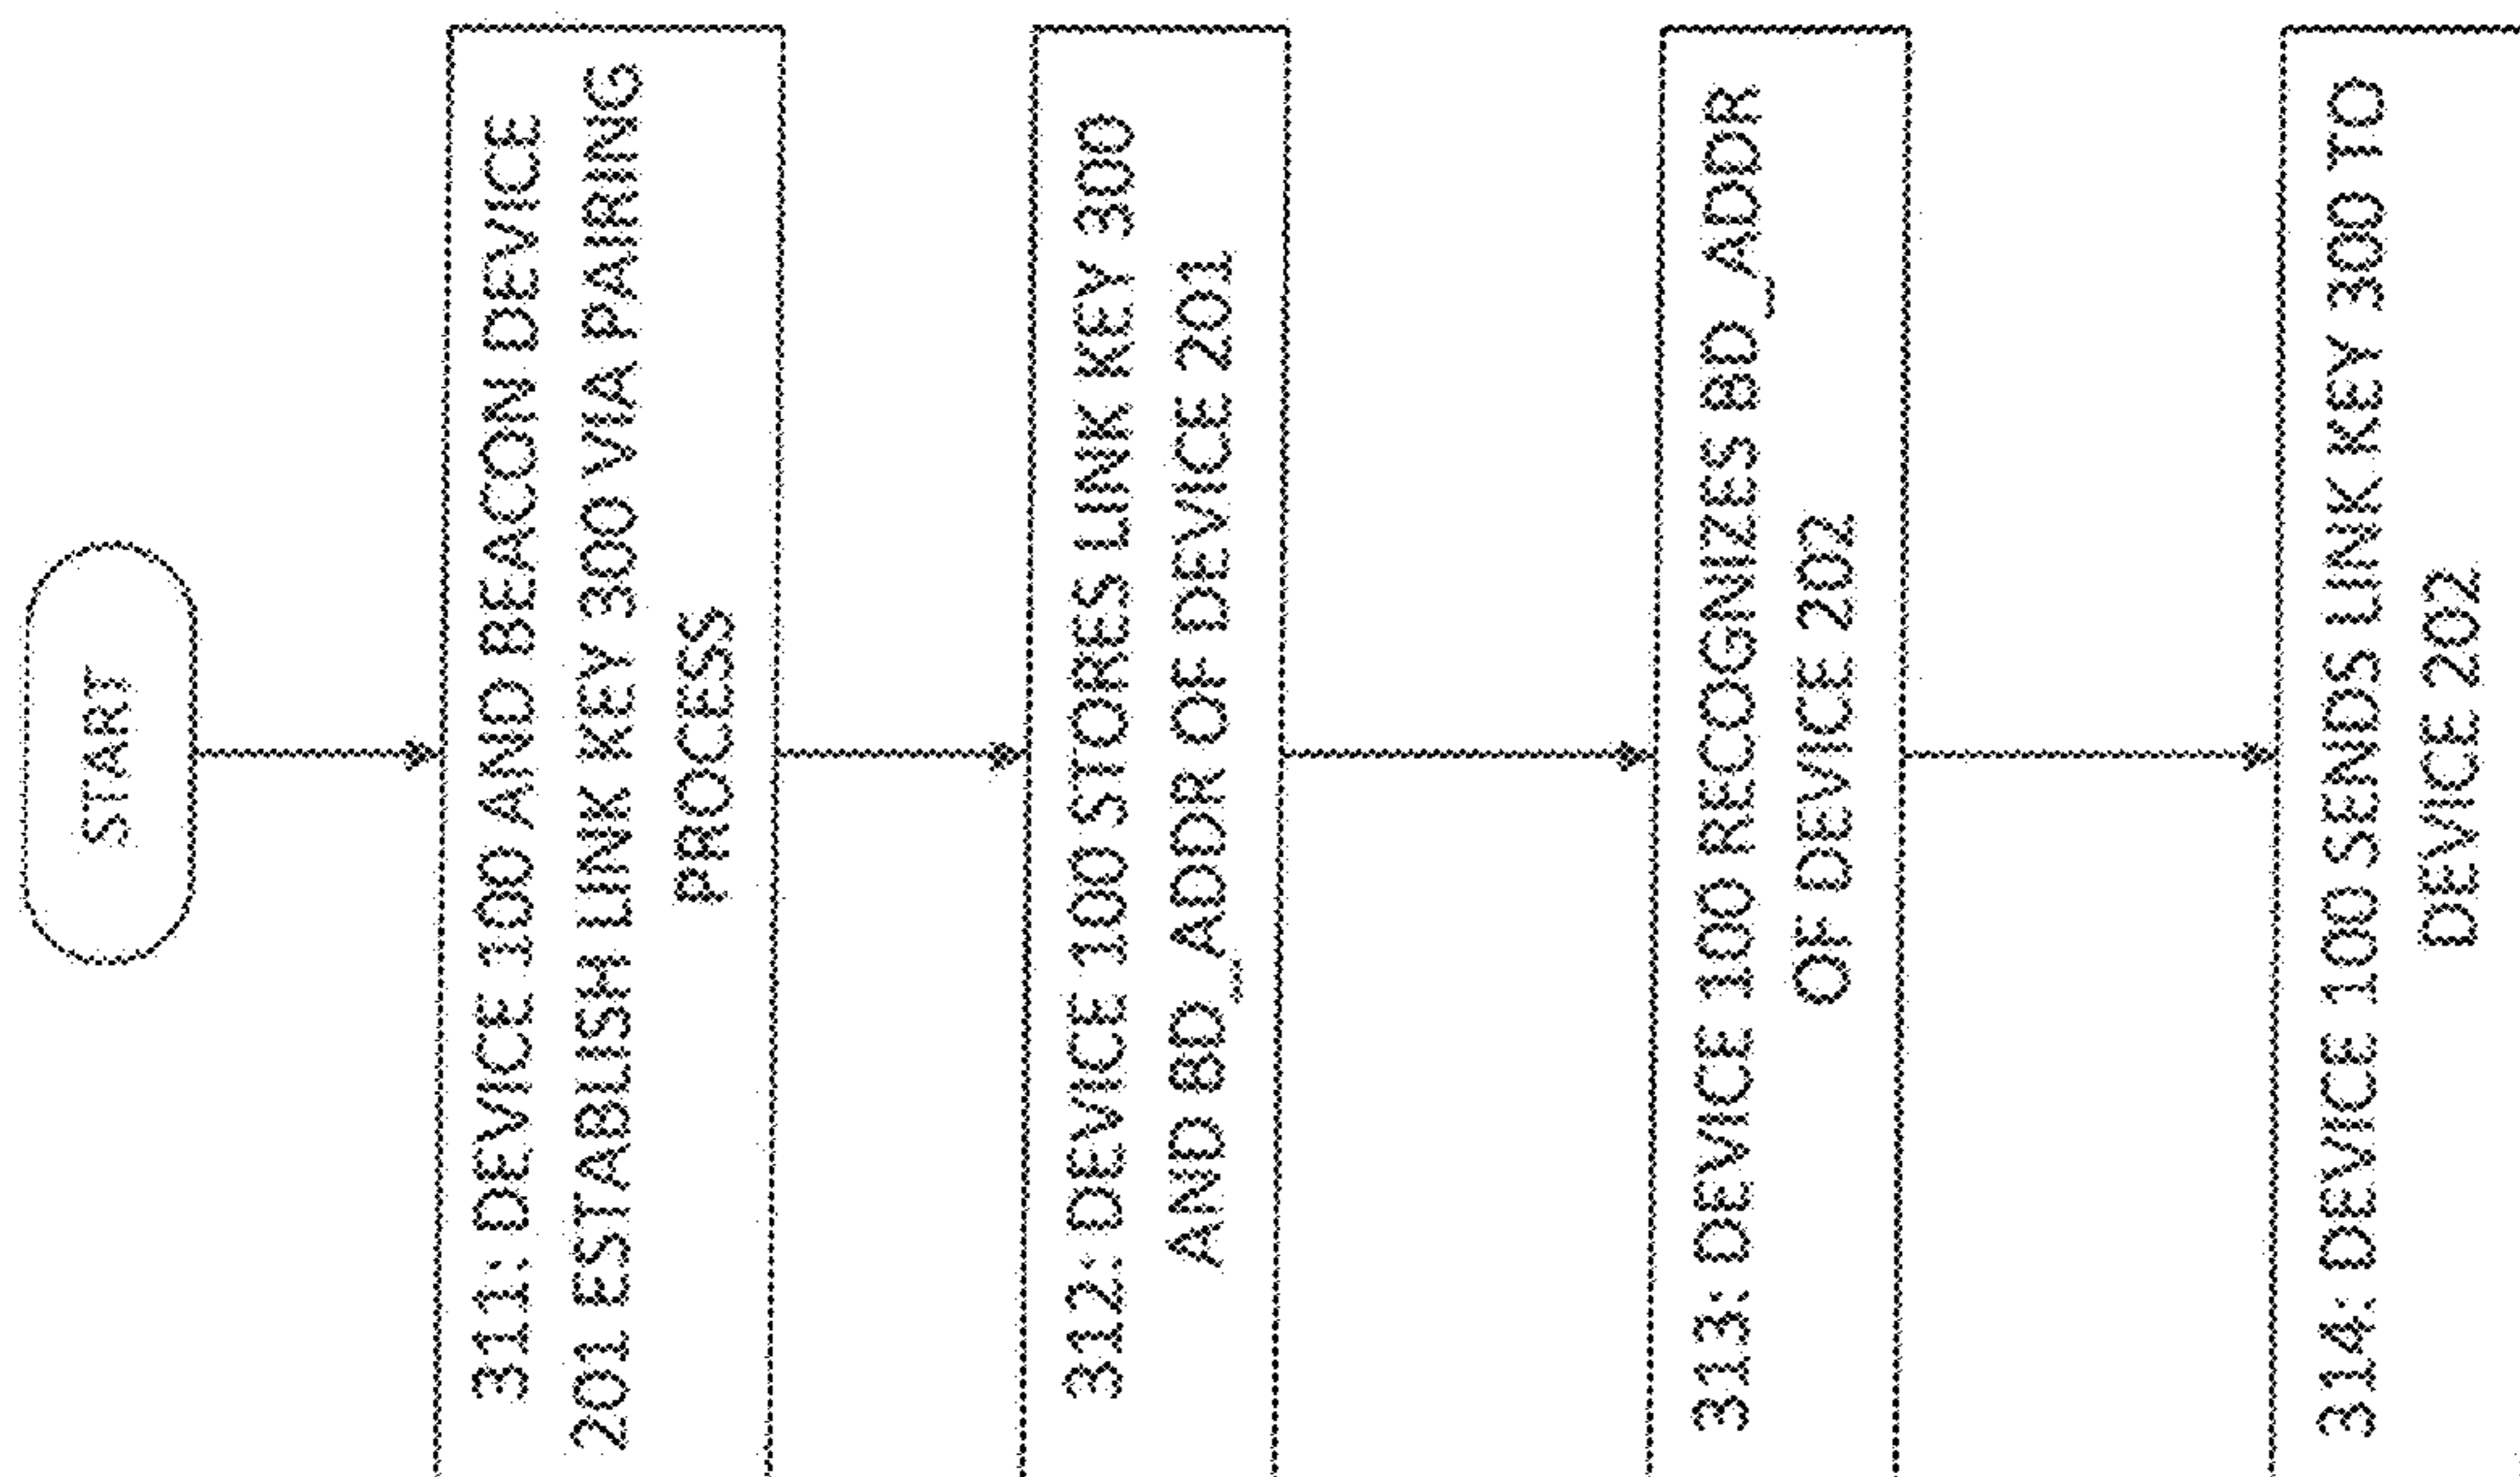 START
311: DEVICE 100 AND BEACON DEVICE
201 ESTABLISH LINK KEY 300 VIA PAIRING
PROCESS
312: DEVICE 100 STORES LINK KEY 300
AND BD_ADDR OF DEVICE 201
313: DEVICE 100 RECOGNIZES BD_ADDR
OF DEVICE 202
314: DEVICE 100 SENDS LINK KEY 300 TO
DEVICE 202